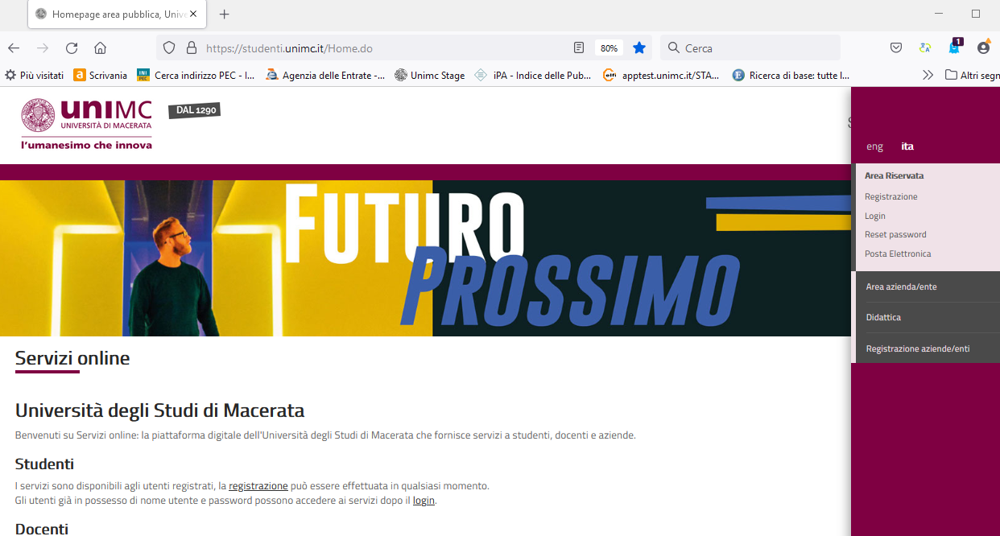 Homepage area pubblica, Unive
https://studenti.unimc.it/Home.do
80%
Cerca
1
Più visitati
Scrivania
Cerca indirizzo PEC - I...
Agenzia delle Entrate -...
Unimc Stage
iPA - Indice delle Pub...
apptest.unimc.it/STA...
Ricerca di base: tutte l...
Altri segn
unIMC
UNIVERSITÀ DI MACERATA
l'umanesimo che innova
DAL 1290
eng ita
Area Riservata
Registrazione
Login
Reset password
Posta Elettronica
Area azienda/ente
Didattica
Registrazione aziende/enti
FUTURO
PROSSIMO
Servizi online
Università degli Studi di Macerata
Benvenuti su Servizi online: la piattaforma digitale dell'Università degli Studi di Macerata che fornisce servizi a studenti, docenti e aziende.
Studenti
I servizi sono disponibili agli utenti registrati, la registrazione può essere effettuata in qualsiasi momento.
Gli utenti già in possesso di nome utente e password possono accedere ai servizi dopo il login.
Docenti